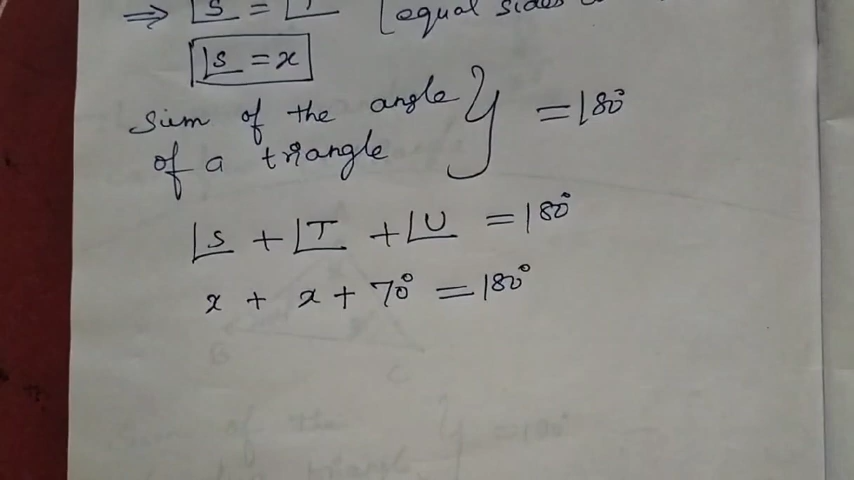 ⇒ ∠S = ∠T [equal sides
∠S = x
Sum of the angle
of a triangle } = 180°
∠S + ∠T + ∠U = 180°
x + x + 70° = 180°